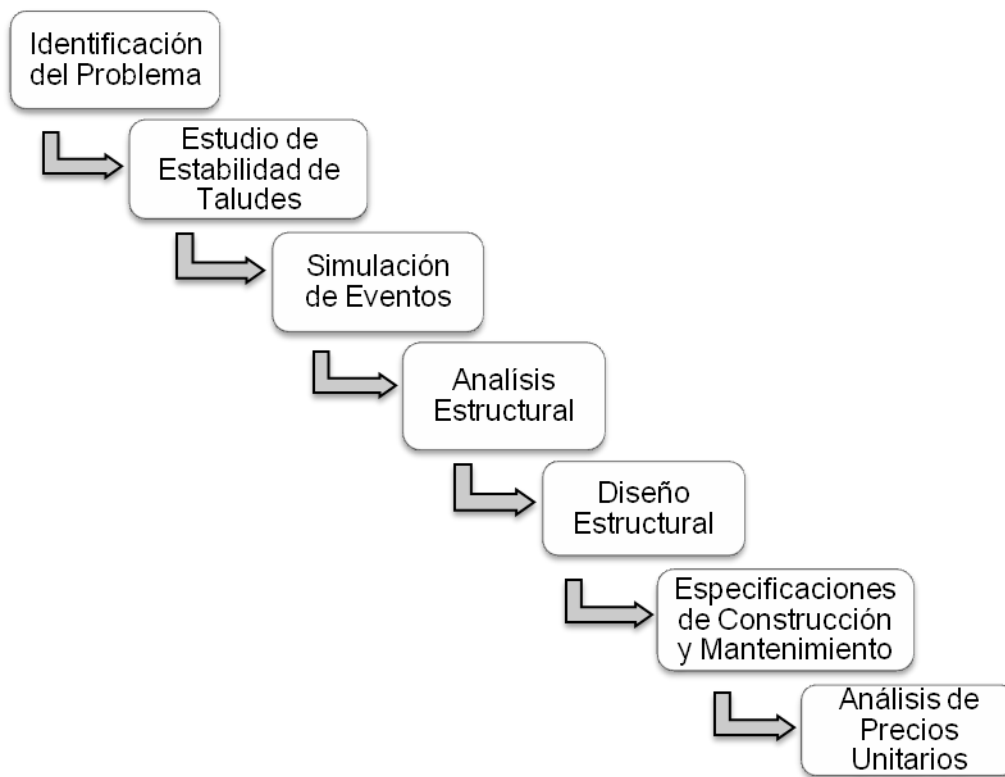 Identificación
del Problema
Estudio de
Estabilidad de
Taludes
Simulación
de Eventos
Analísis
Estructural
Diseño
Estructural
Especificaciones
de Construcción
y Mantenimiento
Análisis de
Precios
Unitarios